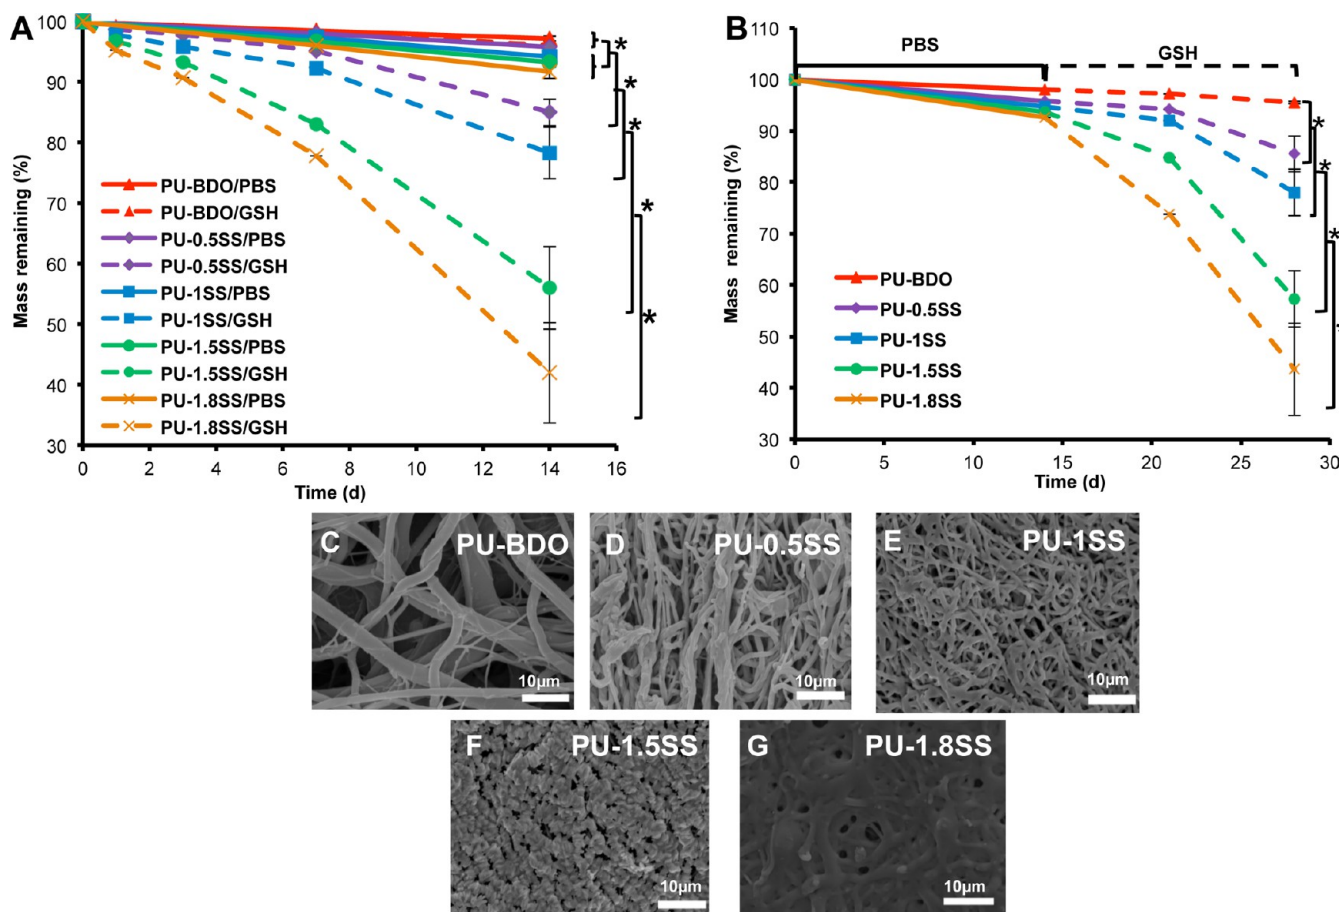 A
100
90
80
70
60
50
40
30
Mass remaining (%)
0 2 4 6 8 10 12 14 16
Time (d)
PU-BDO/PBS
PU-BDO/GSH
PU-0.5SS/PBS
PU-0.5SS/GSH
PU-1SS/PBS
PU-1SS/GSH
PU-1.5SS/PBS
PU-1.5SS/GSH
PU-1.8SS/PBS
PU-1.8SS/GSH
*
*
*
*
*
B
110
100
90
80
70
60
50
40
30
Mass remaining (%)
0 5 10 15 20 25 30
Time (d)
PBS
GSH
PU-BDO
PU-0.5SS
PU-1SS
PU-1.5SS
PU-1.8SS
*
*
*
*
C PU-BDO
10µm
D PU-0.5SS
10µm
E PU-1SS
10µm
F PU-1.5SS
10µm
G PU-1.8SS
10µm